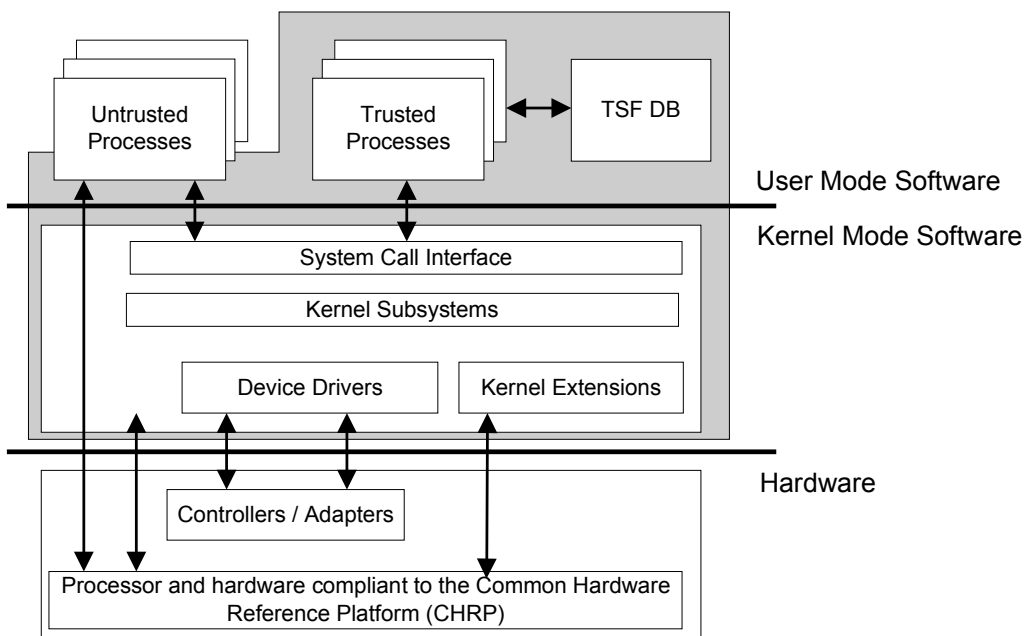 Untrusted
Processes
Trusted
Processes
TSF DB
User Mode Software
Kernel Mode Software
System Call Interface
Kernel Subsystems
Device Drivers
Kernel Extensions
Hardware
Controllers / Adapters
Processor and hardware compliant to the Common Hardware
Reference Platform (CHRP)